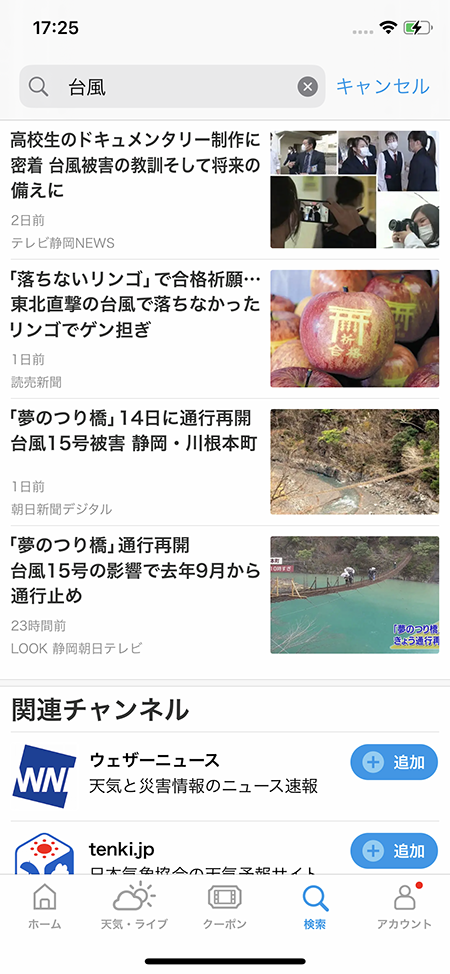 17:25
台風
キャンセル
高校生のドキュメンタリー制作に
密着 台風被害の教訓そして将来の
備えに
2日前
テレビ静岡NEWS
「落ちないリンゴ」で合格祈願…
東北直撃の台風で落ちなかった
リンゴでゲン担ぎ
1日前
読売新聞
祈
合格
「夢のつり橋」14日に通行再開
台風15号被害 静岡・川根本町
1日前
朝日新聞デジタル
「夢のつり橋」通行再開
台風15号の影響で去年9月から
通行止め
23時間前
LOOK 静岡朝日テレビ
本町
10時すぎ
「夢のつり橋
きょう通行再
関連チャンネル
WNI
ウェザーニュース
天気と災害情報のニュース速報
追加
tenki.jp
日本気象協会の天気予報サイト
追加
ホーム
天気・ライブ
クーポン
検索
アカウント